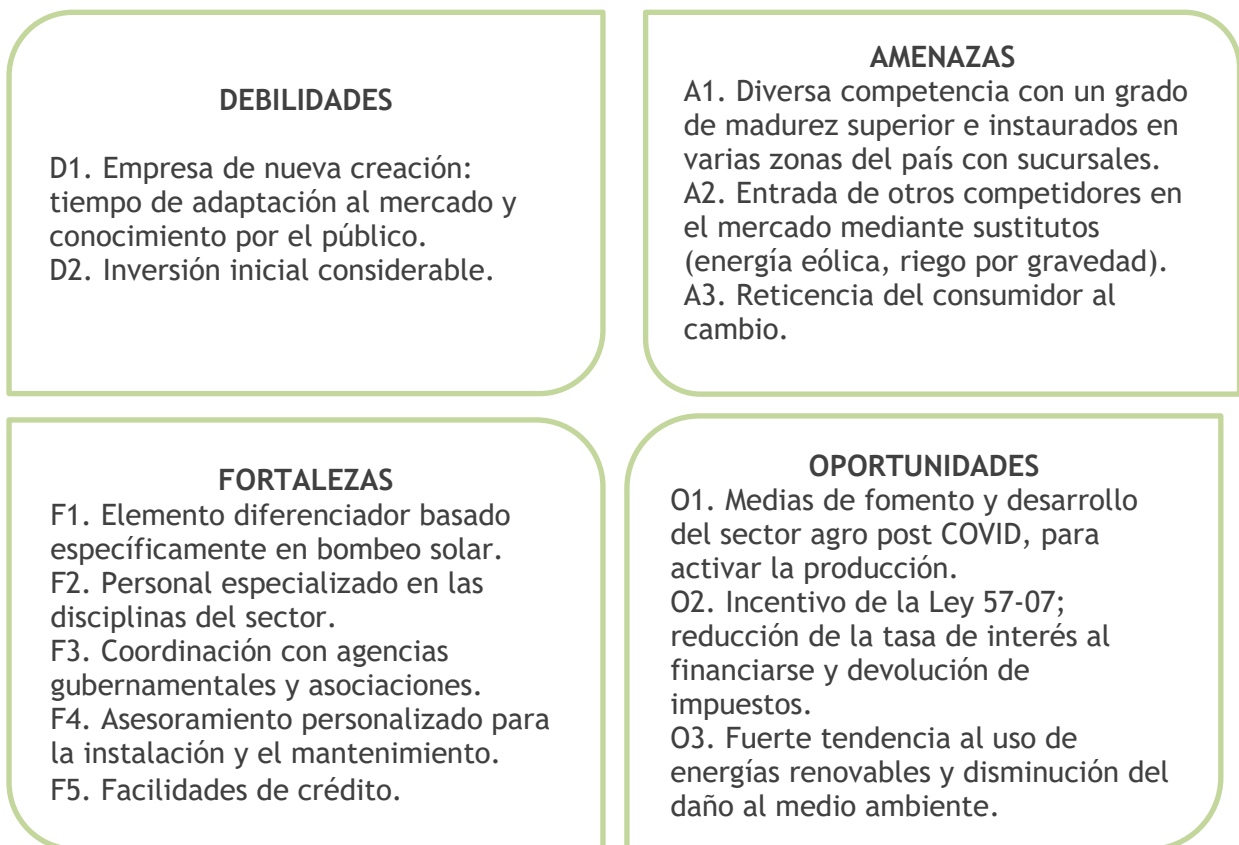 DEBILIDADES
D1. Empresa de nueva creación:
tiempo de adaptación al mercado y
conocimiento por el público.
D2. Inversión inicial considerable.
AMENAZAS
A1. Diversa competencia con un grado
de madurez superior e instaurados en
varias zonas del país con sucursales.
A2. Entrada de otros competidores en
el mercado mediante sustitutos
(energía eólica, riego por gravedad).
A3. Reticencia del consumidor al
cambio.
FORTALEZAS
F1. Elemento diferenciador basado
específicamente en bombeo solar.
F2. Personal especializado en las
disciplinas del sector.
F3. Coordinación con agencias
gubernamentales y asociaciones.
F4. Asesoramiento personalizado para
la instalación y el mantenimiento.
F5. Facilidades de crédito.
OPORTUNIDADES
O1. Medias de fomento y desarrollo
del sector agro post COVID, para
activar la producción.
O2. Incentivo de la Ley 57-07;
reducción de la tasa de interés al
financiarse y devolución de
impuestos.
O3. Fuerte tendencia al uso de
energías renovables y disminución del
daño al medio ambiente.